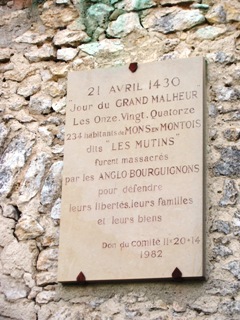 21 AVRIL 1430
"Jour du GRAND MALHEUR"
Les Onze, Vingt, Quatorze
234 habitants de MONS EN MONTOIS
dits "LES MUTINS"
furent massacrés
par les ANGLO BOURGUIGNONS
pour défendre
leurs libertés, leurs familles
et leurs biens
Don du comité 11-20-14
1982